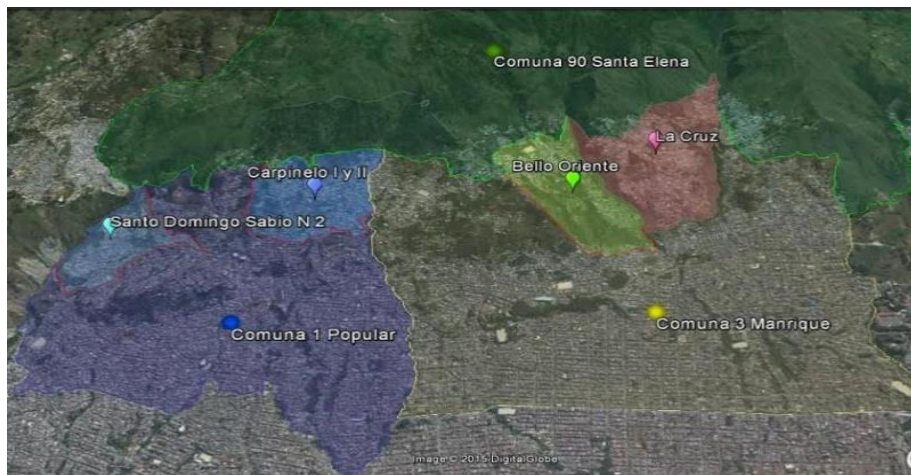 Comuna 90 Santa Elena
La Cruz
Bello Oriente
Carpinelo I y II
Santo Domingo Sabio N 2
Comuna 3 Manrique
Comuna 1 Popular
Image © 2015 DigitalGlobe